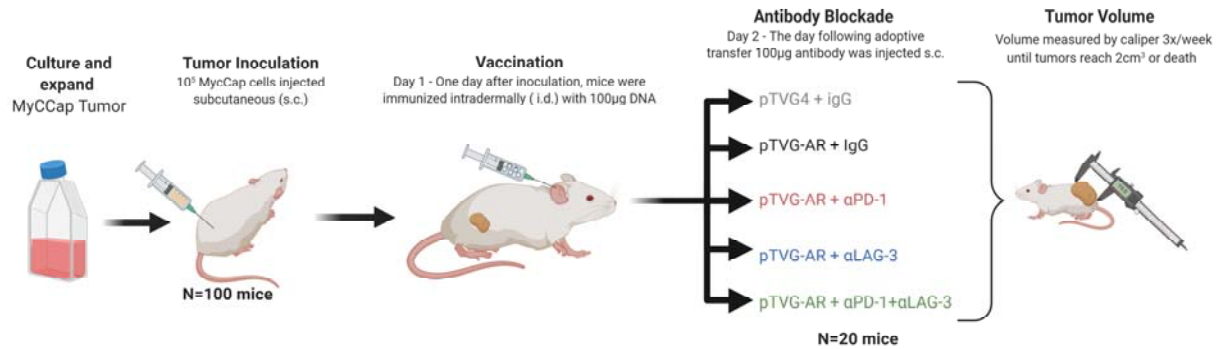 Culture and
expand
MyCCap Tumor
Tumor Inoculation
10⁵ MycCap cells injected
subcutaneous (s.c.)
N=100 mice
Vaccination
Day 1 - One day after inoculation, mice were
immunized intradermally ( i.d.) with 100µg DNA
Antibody Blockade
Day 2 - The day following adoptive
transfer 100µg antibody was injected s.c.
pTVG4 + igG
pTVG-AR + IgG
pTVG-AR + αPD-1
pTVG-AR + αLAG-3
pTVG-AR + αPD-1+αLAG-3
N=20 mice
Tumor Volume
Volume measured by caliper 3x/week
until tumors reach 2cm³ or death